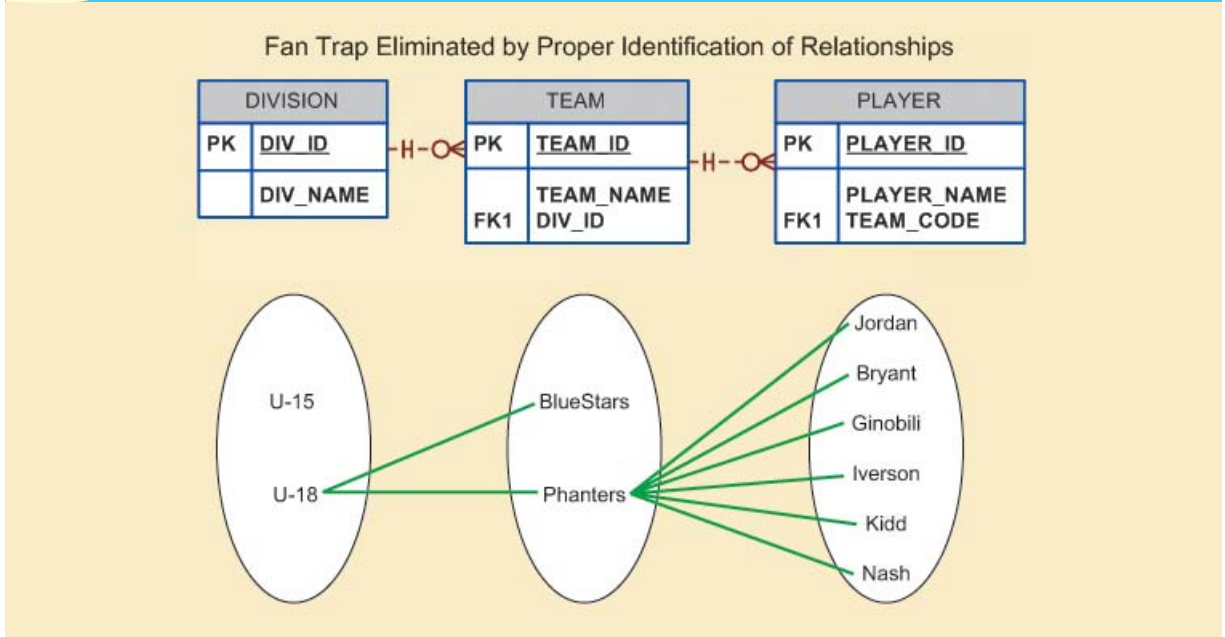 Fan Trap Eliminated by Proper Identification of Relationships
DIVISION
PK DIV_ID
DIV_NAME
TEAM
PK TEAM_ID
TEAM_NAME
FK1 DIV_ID
PLAYER
PK PLAYER_ID
PLAYER_NAME
FK1 TEAM_CODE
U-15
U-18
BlueStars
Phanters
Jordan
Bryant
Ginobili
Iverson
Kidd
Nash